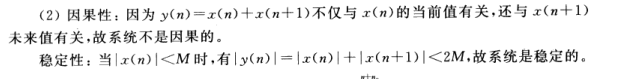 (2) 因果性：因为 y(n)=x(n)+x(n+1)不仅与 x(n)的当前值有关,还与 x(n+1)
未来值有关,故系统不是因果的。
稳定性：当|x(n)|<M时,有|y(n)|=|x(n)|+|x(n+1)|<2M,故系统是稳定的。